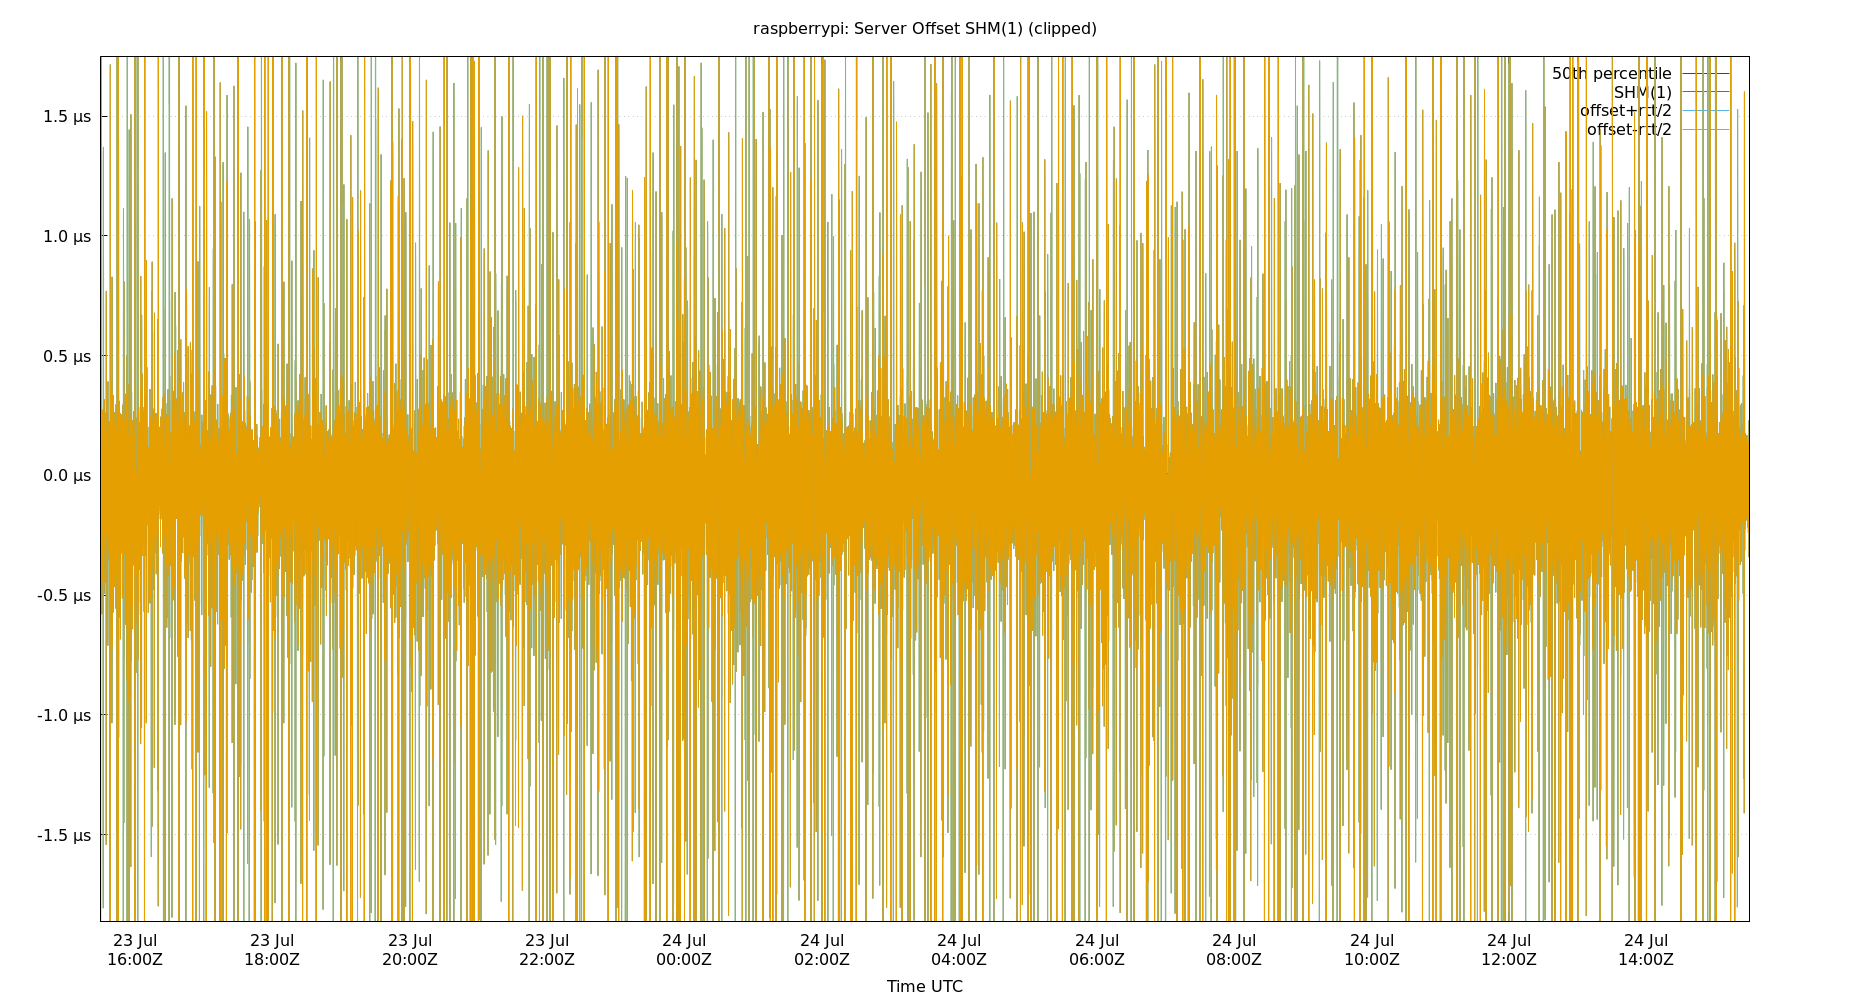 raspberrypi: Server Offset SHM(1) (clipped)
50th percentile
SHM(1)
offset+rtt/2
offset-rtt/2
1.5 µs
1.0 µs
0.5 µs
0.0 µs
-0.5 µs
-1.0 µs
-1.5 µs
23 Jul 23 Jul 23 Jul 23 Jul 24 Jul 24 Jul 24 Jul 24 Jul 24 Jul 24 Jul 24 Jul 24 Jul
16:00Z 18:00Z 20:00Z 22:00Z 00:00Z 02:00Z 04:00Z 06:00Z 08:00Z 10:00Z 12:00Z 14:00Z
Time UTC